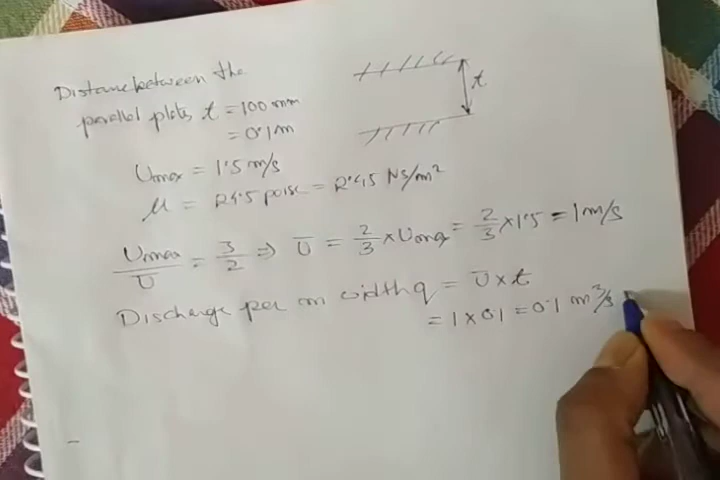 Distance between the
parallel plates, t = 100 mm
= 0.1m
t
Umax = 1.5 m/s
μ = 24.5 poise = 2.45 Ns/m²
Umax/Ū = 3/2 ⇒ Ū = 2/3 × Umax = 2/3 × 1.5 = 1 m/s
Discharge per m width q = Ū × t
= 1 × 0.1 = 0.1 m³/s